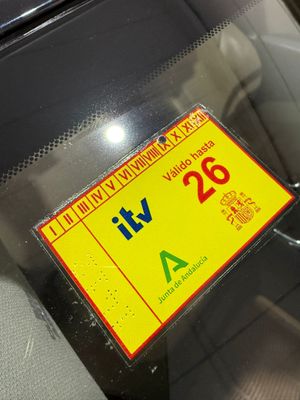 I II III IV V VI VII VIII IX X XI XII
itv
Válido hasta
26
Junta de Andalucía